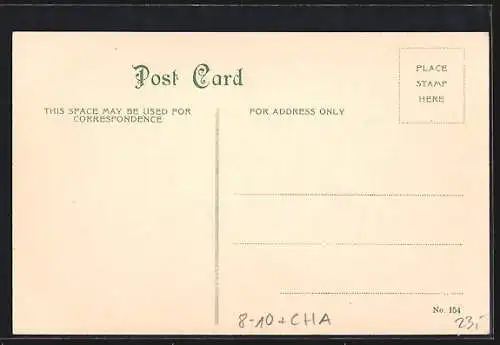 Post Card
THIS SPACE MAY BE USED FOR
CORRESPONDENCE
FOR ADDRESS ONLY
PLACE
STAMP
HERE
No. 154
8-10+CHA
23,-